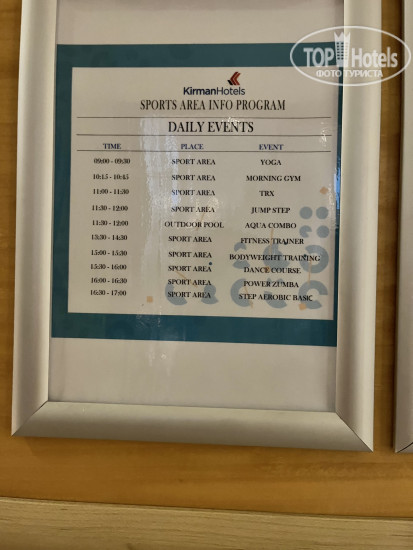 TOP Hotels
ФОТО ТУРИСТА
KirmanHotels
SPORTS AREA INFO PROGRAM
DAILY EVENTS
TIME PLACE EVENT
09:00 - 09:30 SPORT AREA YOGA
10:15 - 10:45 SPORT AREA MORNING GYM
11:00 - 11:30 SPORT AREA TRX
11:30 - 12:00 SPORT AREA JUMP STEP
11:30 - 12:00 OUTDOOR POOL AQUA COMBO
13:30 - 14:30 SPORT AREA FITNESS TRAINER
15:00 - 15:30 SPORT AREA BODYWEIGHT TRAINING
15:30 - 16:00 SPORT AREA DANCE COURSE
16:00 - 16:30 SPORT AREA POWER ZUMBA
16:30 - 17:00 SPORT AREA STEP AEROBIC BASIC